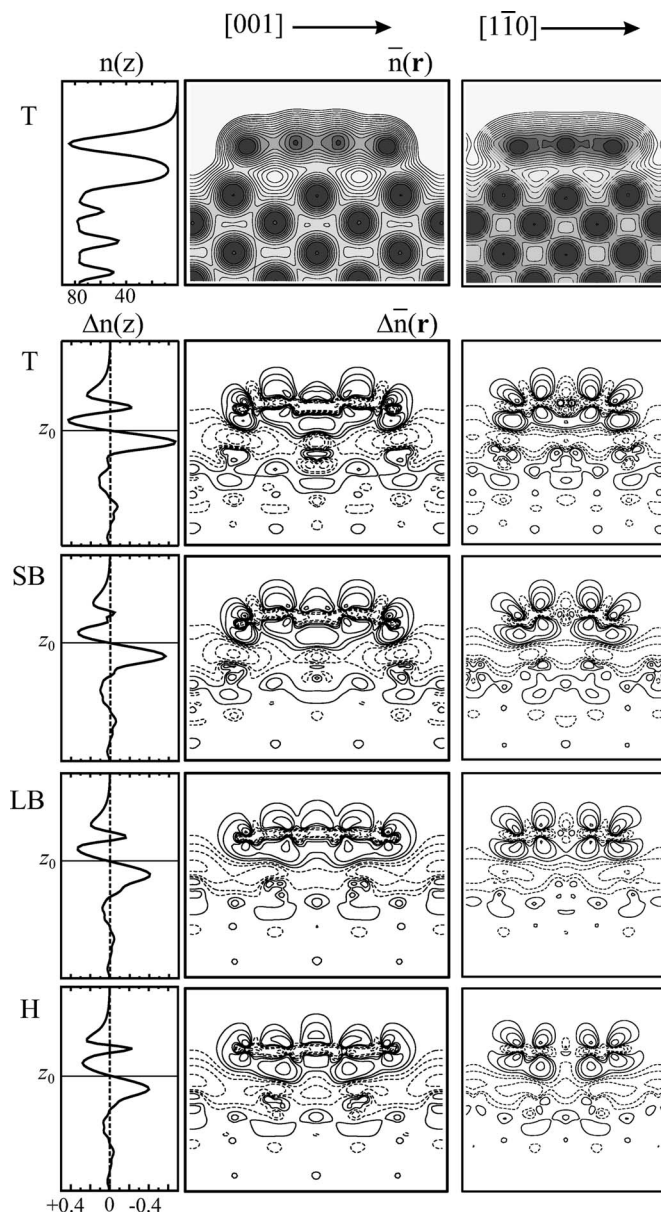 [001] [11̅0]
n(z) n̅(r)
T
80 40
Δn(z) Δn̅(r)
T
z₀
SB
z₀
LB
z₀
H
z₀
+0.4 0 -0.4